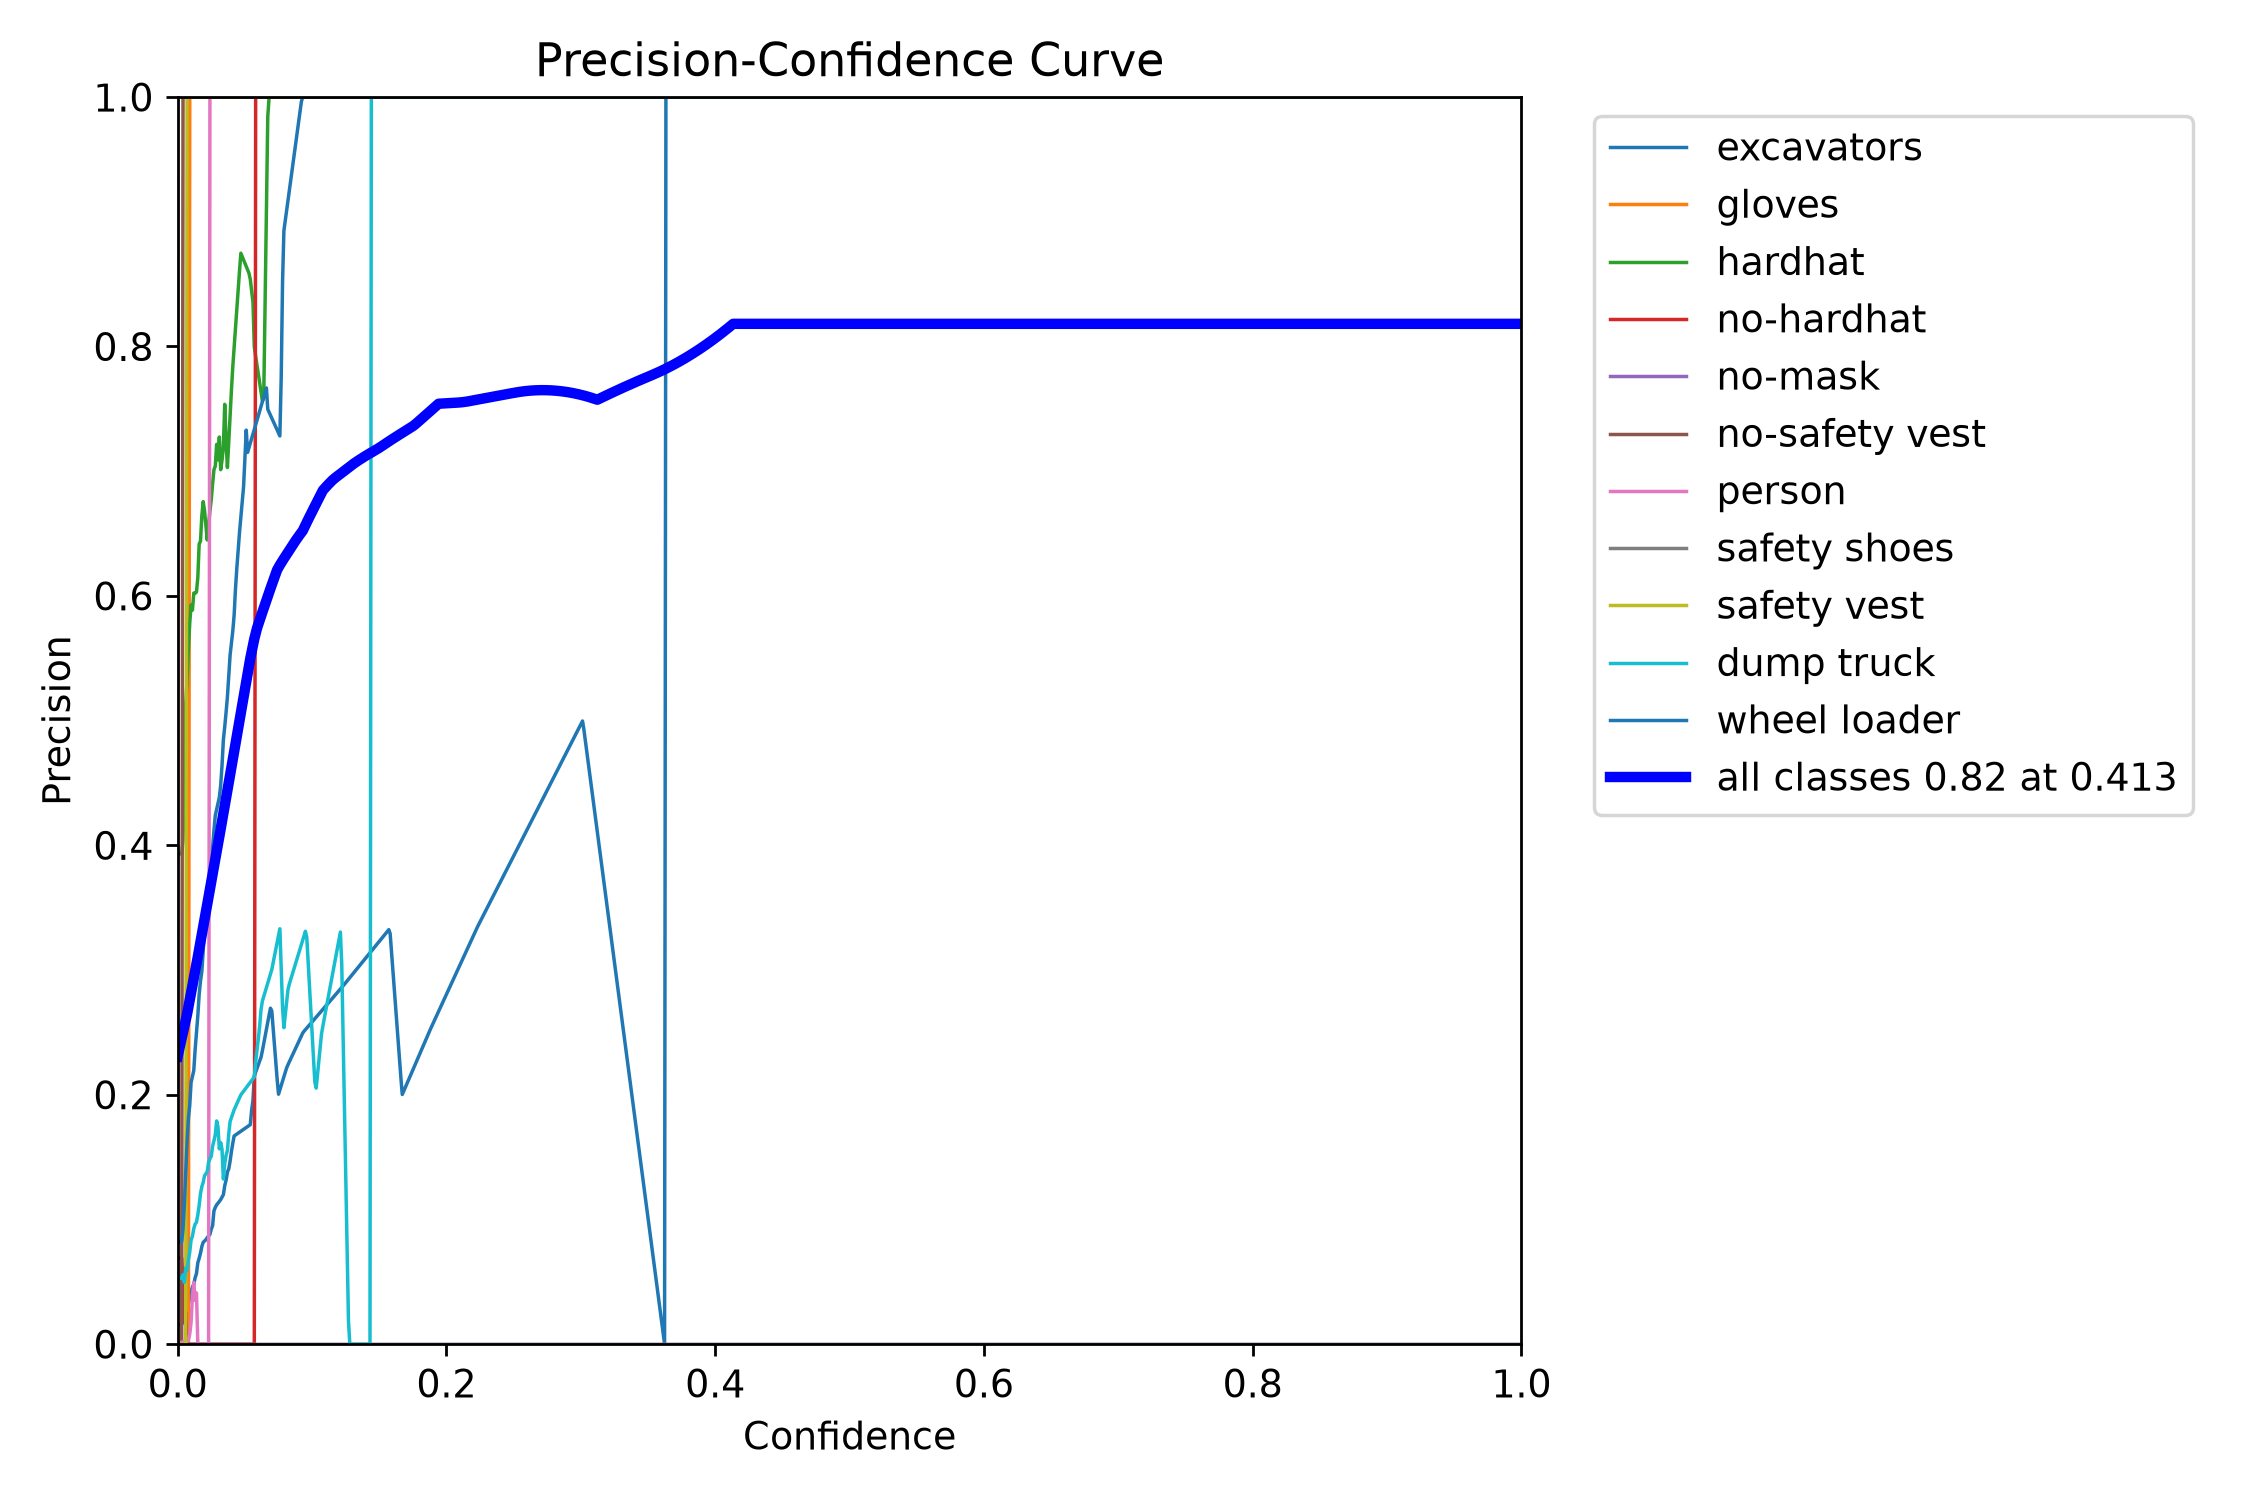 Precision-Confidence Curve
1.0
0.8
0.6
0.4
0.2
0.0
Precision
0.0 0.2 0.4 0.6 0.8 1.0
Confidence
excavators
gloves
hardhat
no-hardhat
no-mask
no-safety vest
person
safety shoes
safety vest
dump truck
wheel loader
all classes 0.82 at 0.413